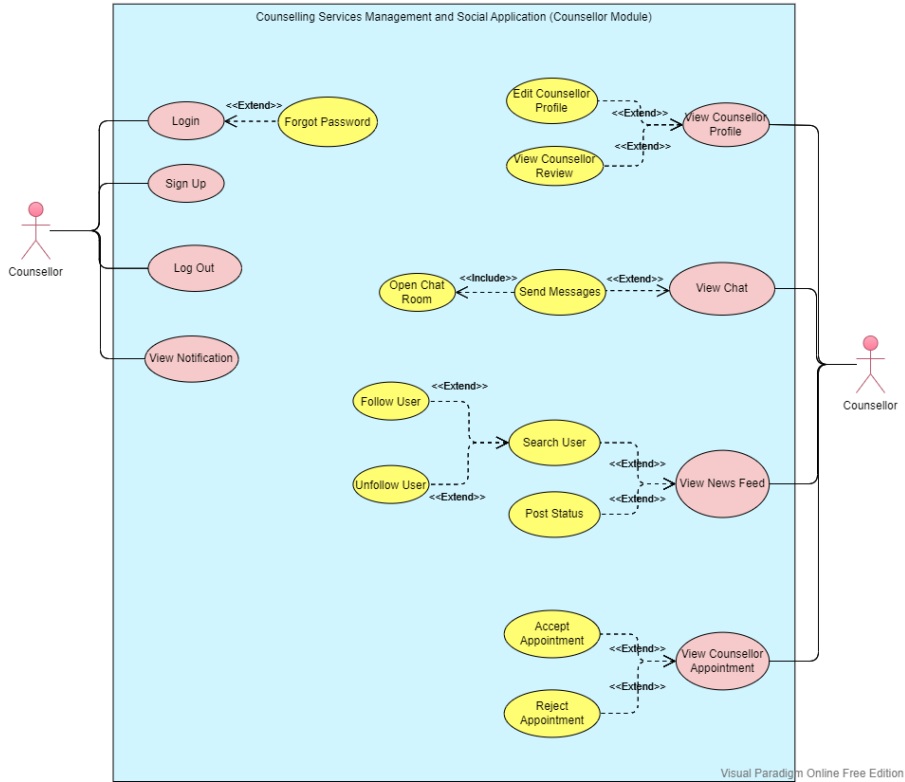 Counselling Services Management and Social Application (Counsellor Module)
Login
<<Extend>>
Forgot Password
Sign Up
Log Out
View Notification
Counsellor
Edit Counsellor
Profile
<<Extend>>
View Counsellor
Profile
<<Extend>>
View Counsellor
Review
Open Chat
Room
<<Include>>
Send Messages
<<Extend>>
View Chat
Counsellor
Follow User
<<Extend>>
Search User
Unfollow User
<<Extend>>
<<Extend>>
View News Feed
<<Extend>>
Post Status
Accept
Appointment
<<Extend>>
View Counsellor
Appointment
<<Extend>>
Reject
Appointment
Visual Paradigm Online Free Edition